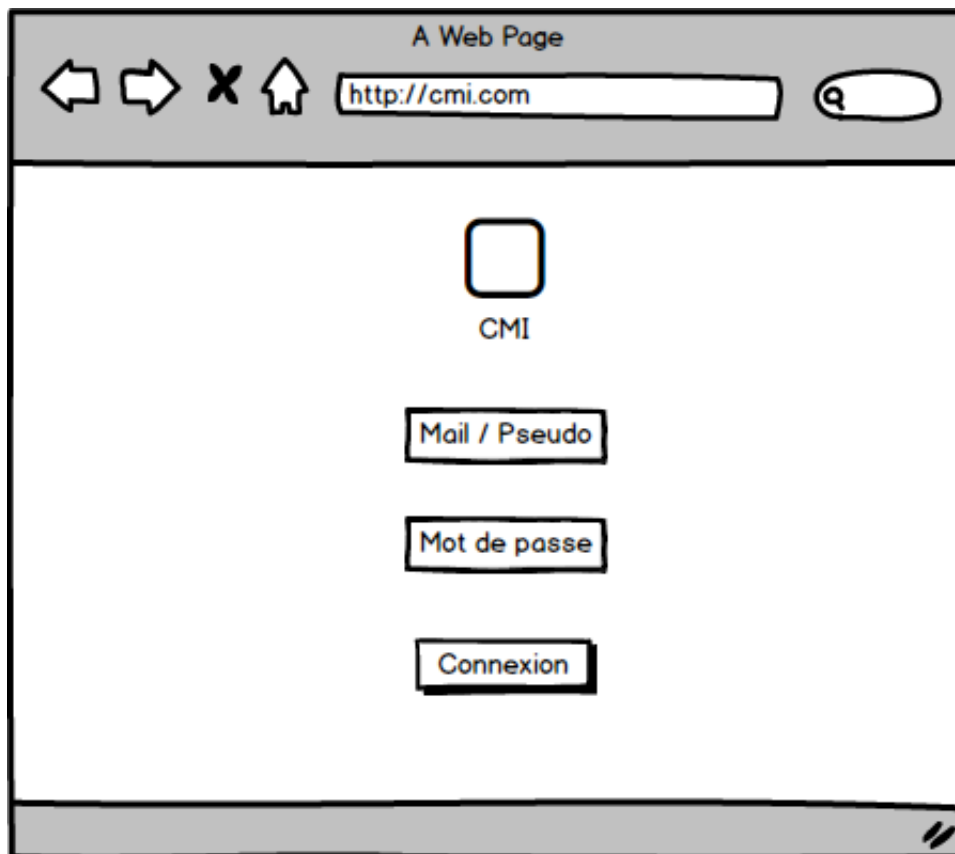 A Web Page
http://cmi.com
CMI
Mail / Pseudo
Mot de passe
Connexion